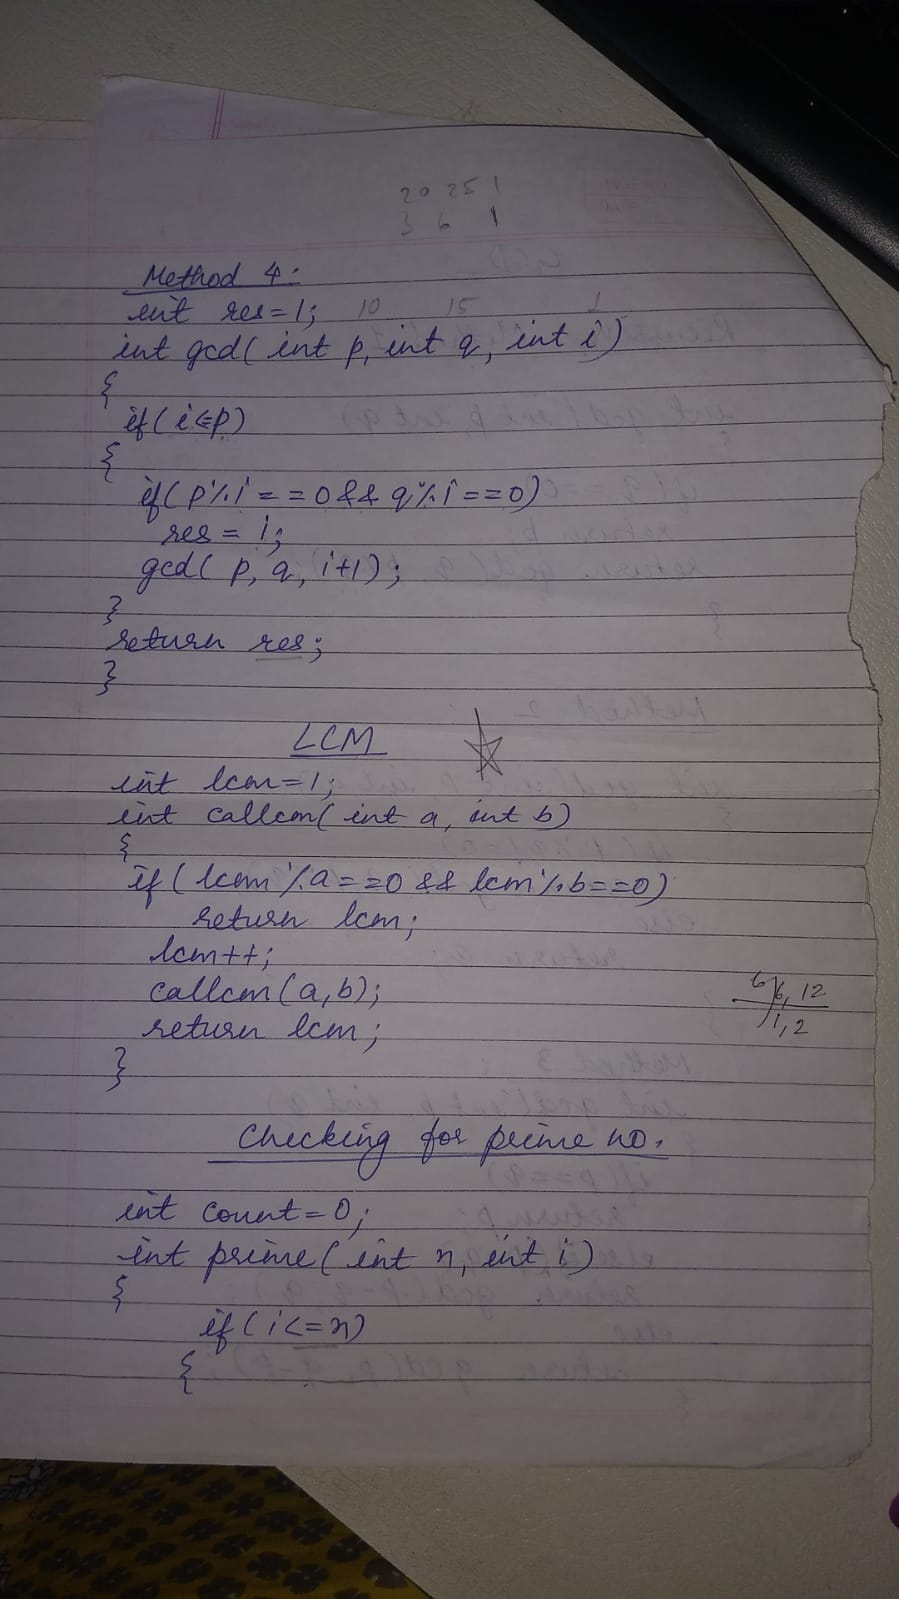 20 25 1
5 6 1
Method 4:
int res=1; 10 15 1
int gcd( int p, int q, int i)
{
if( i<=p)
{
if( p%i==0 && q%i==0)
res = i;
gcd( p, q, i+1);
}
return res;
}
LCM
int lcm=1;
int callcm( int a, int b)
{
if ( lcm%a==0 && lcm%b==0)
return lcm;
lcm++;
callcm (a,b);
return lcm;
}
6 6, 12
1, 2
Checking for prime no.
int count=0;
int prime( int n, int i)
{
if ( i<=n)
{